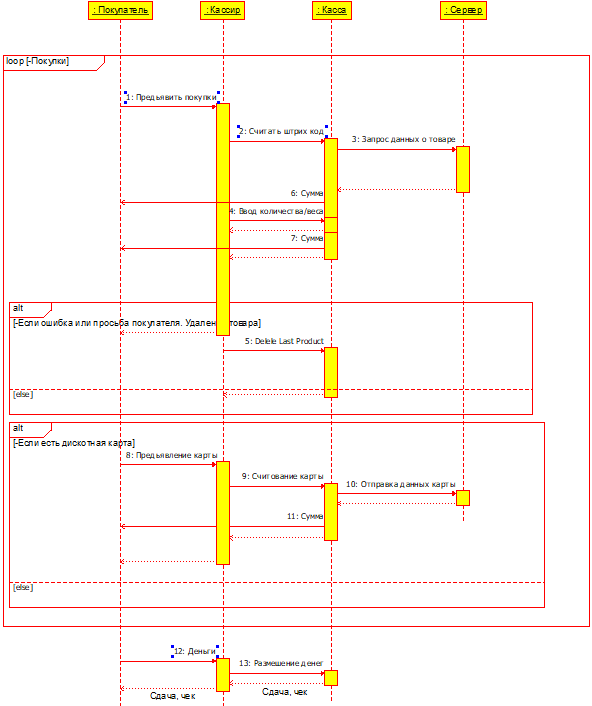 : Покупатель
: Кассир
: Касса
: Сервер
loop [-Покупки]
1: Предъявить покупки
2: Считать штрих код
3: Запрос данных о товаре
6: Сумма
4: Ввод количества/веса
7: Сумма
alt
[-Если ошибка или просьба покупателя. Удаление товара]
5: Delele Last Product
[else]
alt
[-Если есть дискотная карта]
8: Предъявление карты
9: Считование карты
10: Отправка данных карты
11: Сумма
[else]
12: Деньги
13: Размешение денег
Сдача, чек
Сдача, чек